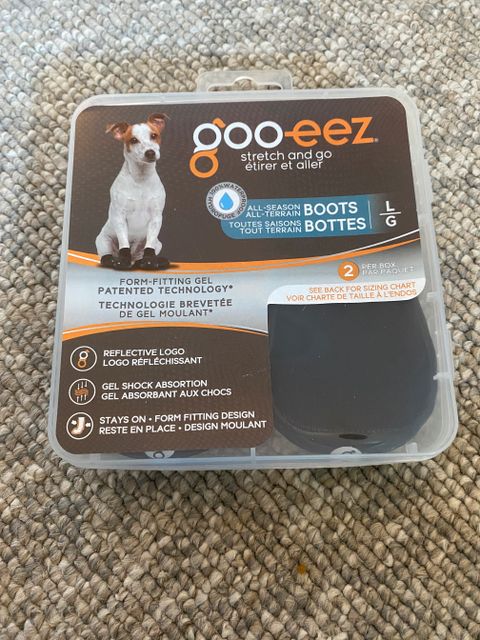 goo-eez
stretch and go
étirer et aller
100% WATERPROOF
ALL-SEASON
ALL-TERRAIN BOOTS
TOUTES SAISONS
TOUT TERRAIN BOTTES
L
G
2 PER BOX
PAR PAQUET
SEE BACK FOR SIZING CHART
VOIR CHARTE DE TAILLE À L'ENDOS
FORM-FITTING GEL
PATENTED TECHNOLOGY*
TECHNOLOGIE BREVETÉE
DE GEL MOULANT*
REFLECTIVE LOGO
LOGO RÉFLÉCHISSANT
GEL SHOCK ABSORTION
GEL ABSORBANT AUX CHOCS
STAYS ON • FORM FITTING DESIGN
RESTE EN PLACE • DESIGN MOULANT